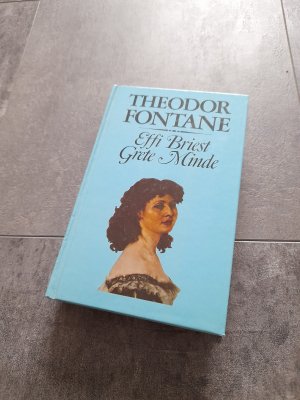 THEODOR
FONTANE
Effi Briest
Grete Minde